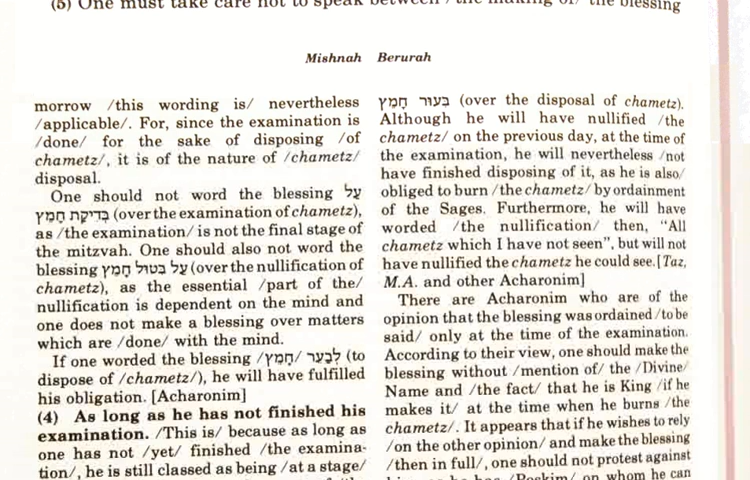 (5) One must take care not to speak between /the making of/ the blessing
Mishnah Berurah
morrow /this wording is/ nevertheless
/applicable/. For, since the examination is
/done/ for the sake of disposing /of
chametz/, it is of the nature of /chametz/
disposal.
One should not word the blessing עַל
בְּדִיקַת חָמֵץ (over the examination of chametz),
as /the examination/ is not the final stage of
the mitzvah. One should also not word the
blessing עַל בִּטוּל חָמֵץ (over the nullification of
chametz), as the essential /part of the/
nullification is dependent on the mind and
one does not make a blessing over matters
which are /done/ with the mind.
If one worded the blessing /לְבַעֵר /חָמֵץ (to
dispose of /chametz/), he will have fulfilled
his obligation. [Acharonim]
(4) As long as he has not finished his
examination. /This is/ because as long as
one has not /yet/ finished /the examina-
tion/, he is still classed as being /at a stage/
בִּעוּר חָמֵץ (over the disposal of chametz).
Although he will have nullified /the
chametz/ on the previous day, at the time of
the examination, he will nevertheless /not
have finished disposing of it, as he is also/
obliged to burn /the chametz/ by ordainment
of the Sages. Furthermore, he will have
worded /the nullification/ then, "All
chametz which I have not seen", but will not
have nullified the chametz he could see.[Taz,
M.A. and other Acharonim]
There are Acharonim who are of the
opinion that the blessing was ordained /to be
said/ only at the time of the examination.
According to their view, one should make the
blessing without /mention of/ the /Divine/
Name and /the fact/ that he is King /if he
makes it/ at the time when he burns /the
chametz/. It appears that if he wishes to rely
/on the other opinion/ and make the blessing
/then in full/, one should not protest against
him as he has /Poskim/ on whom he can